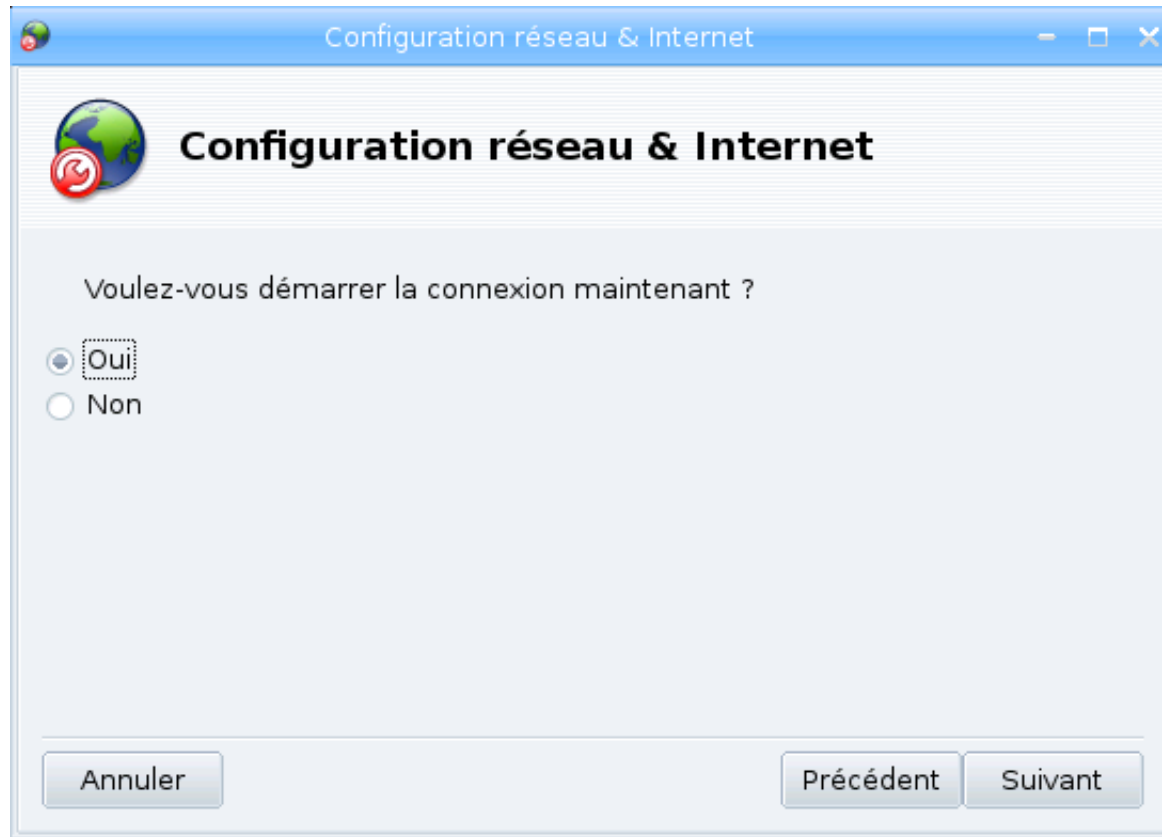 Configuration réseau & Internet
Configuration réseau & Internet
Voulez-vous démarrer la connexion maintenant ?
Oui
Non
Annuler
Précédent
Suivant